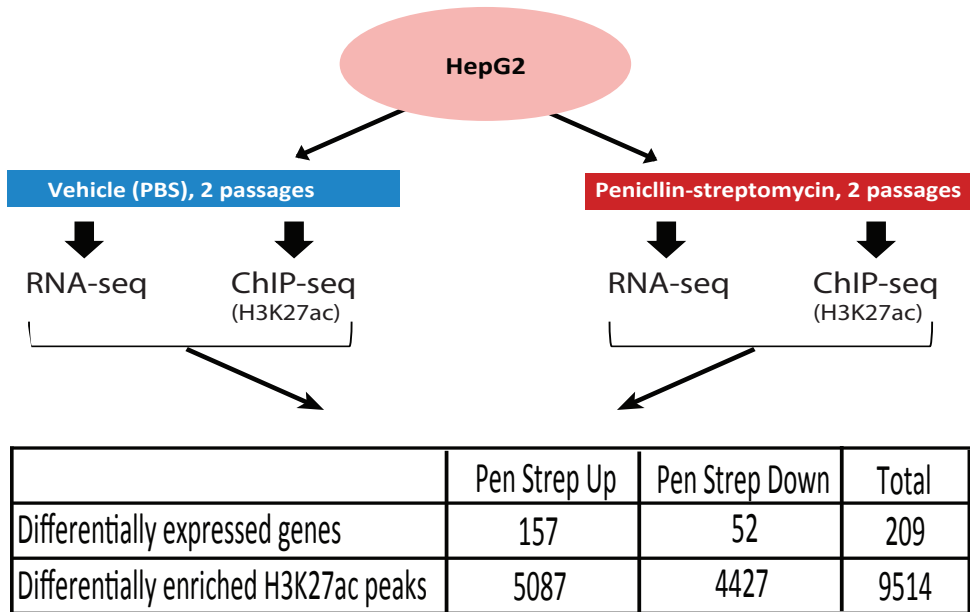 HepG2
Vehicle (PBS), 2 passages
Penicllin-streptomycin, 2 passages
RNA-seq
ChIP-seq
(H3K27ac)
RNA-seq
ChIP-seq
(H3K27ac)
Pen Strep Up Pen Strep Down Total
Differentially expressed genes 157 52 209
Differentially enriched H3K27ac peaks 5087 4427 9514